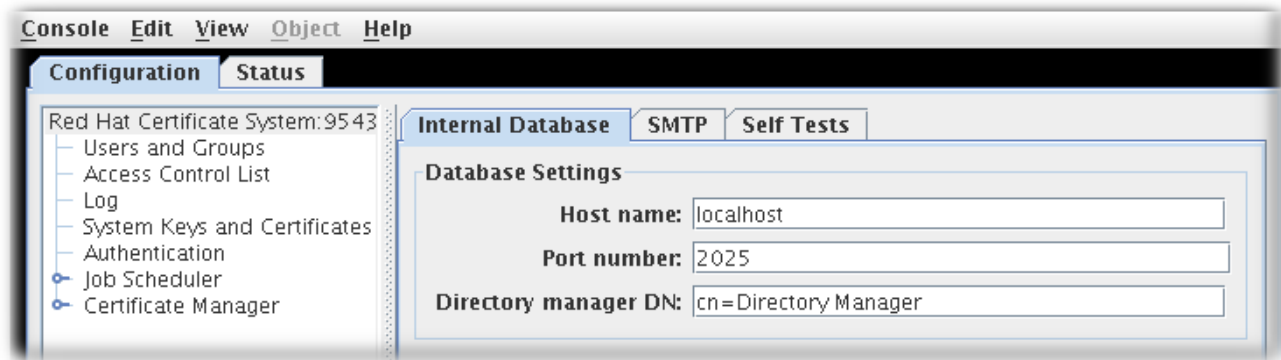 Console Edit View Object Help
Configuration Status
Red Hat Certificate System:9543
Users and Groups
Access Control List
Log
System Keys and Certificates
Authentication
Job Scheduler
Certificate Manager
Internal Database SMTP Self Tests
Database Settings
Host name: localhost
Port number: 2025
Directory manager DN: cn=Directory Manager